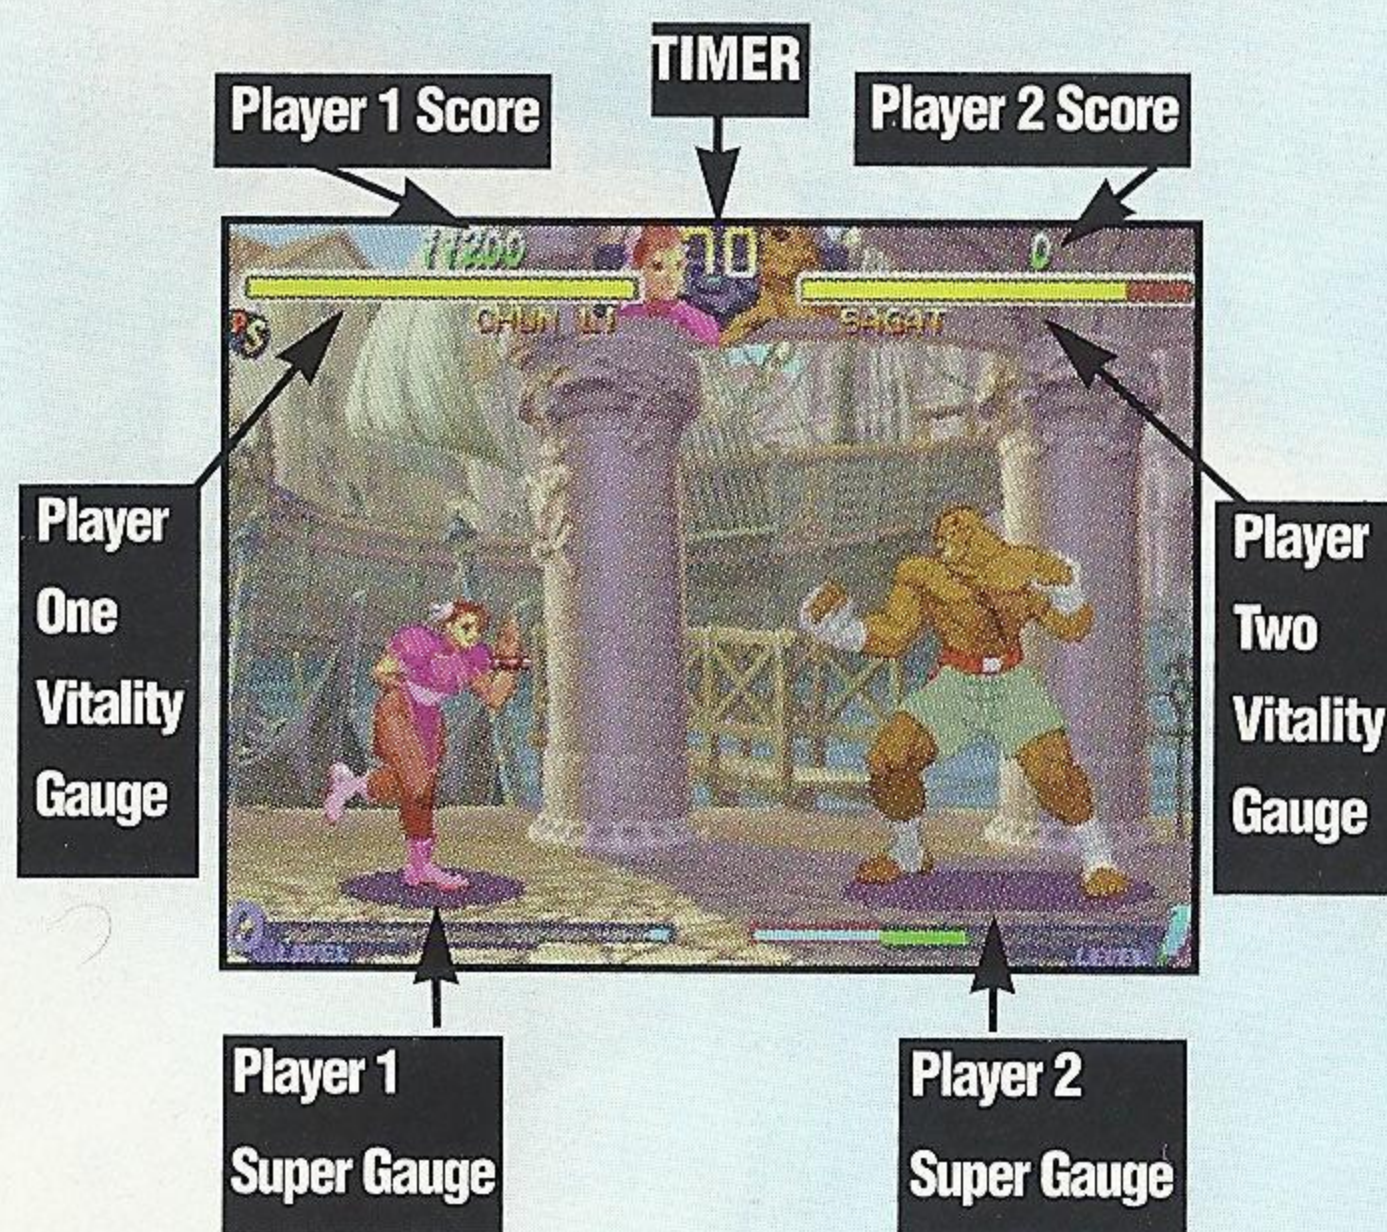 TIMER
Player 1 Score
Player 2 Score
11200
70
0
CHUN LI
SAGAT
Player
One
Vitality
Gauge
Player
Two
Vitality
Gauge
LEVEL
LEVEL
Player 1
Super Gauge
Player 2
Super Gauge